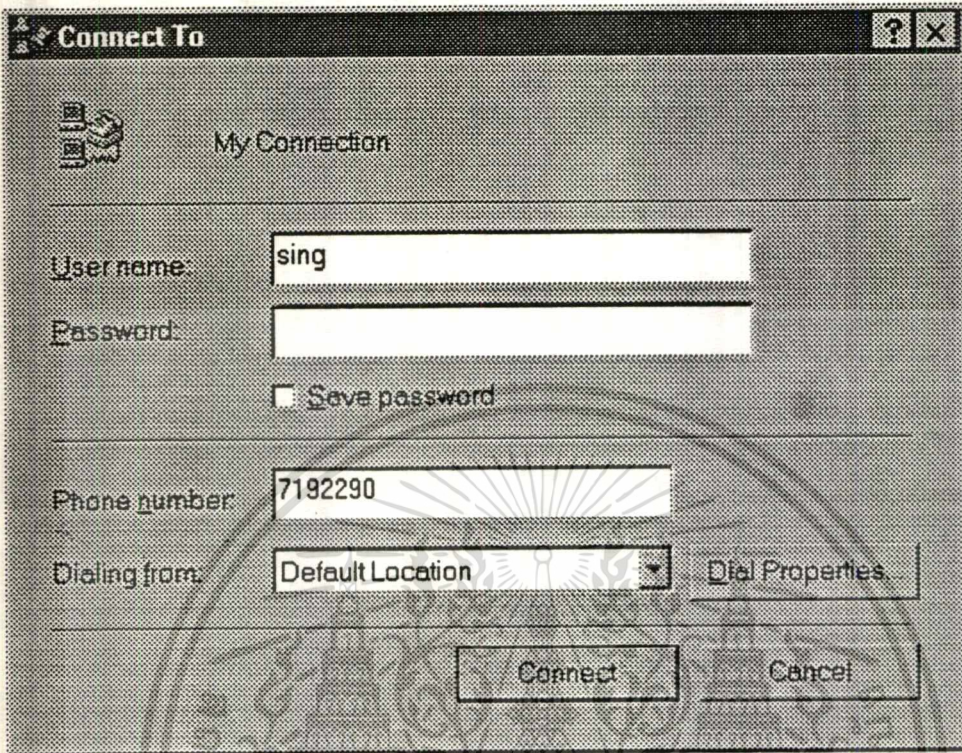 Connect To
My Connection
User name: sing
Password:
Save password
Phone number: 7192290
Dialing from: Default Location Dial Properties...
Connect Cancel